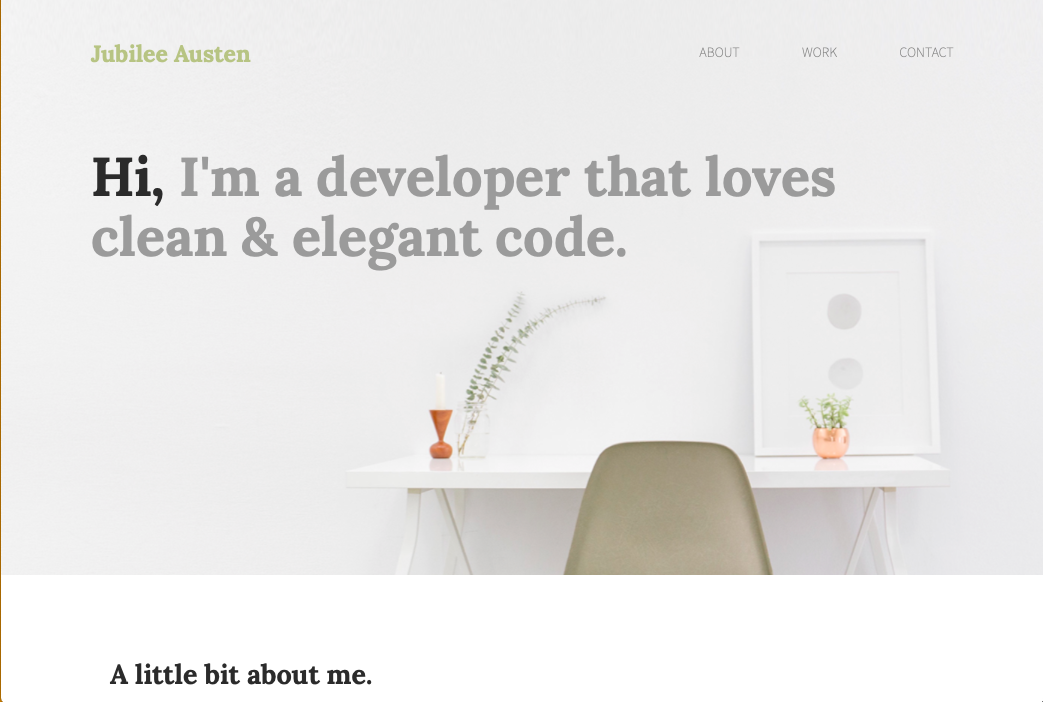 Jubilee Austen
ABOUT WORK CONTACT
Hi, I'm a developer that loves
clean & elegant code.
A little bit about me.